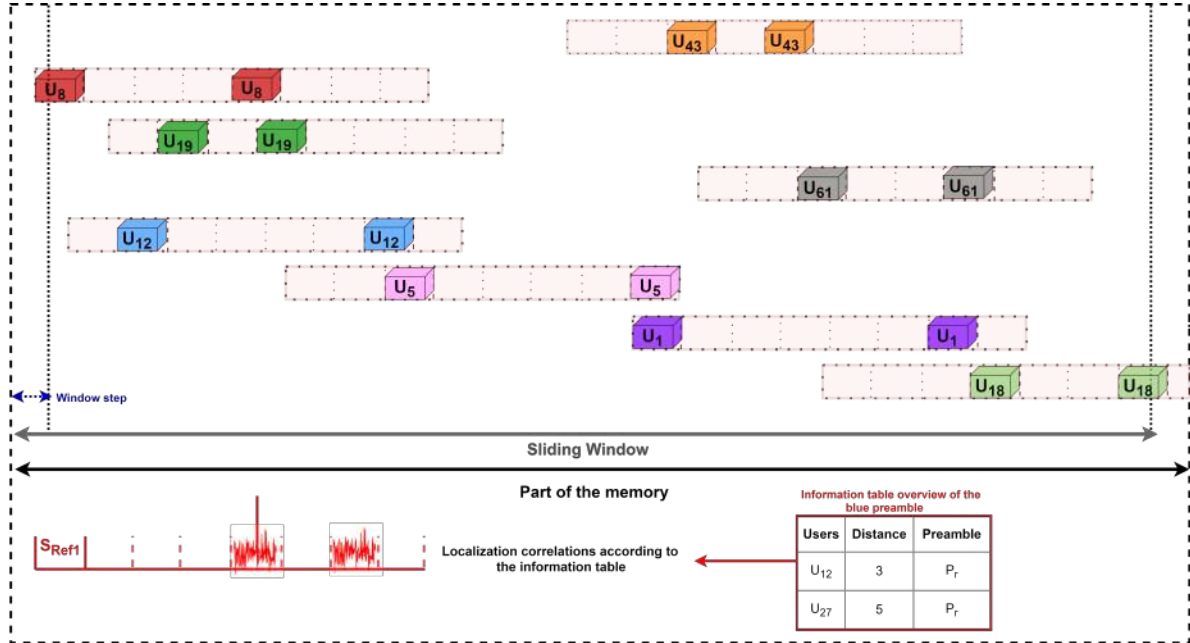 U43 U43
U8 U8
U19 U19
U61 U61
U12 U12
U5 U5
U1 U1
U18 U18
Window step
Sliding Window
Part of the memory
Information table overview of the
blue preamble
SRef1
Localization correlations according to
the information table
Users Distance Preamble
U12 3 Pr
U27 5 Pr